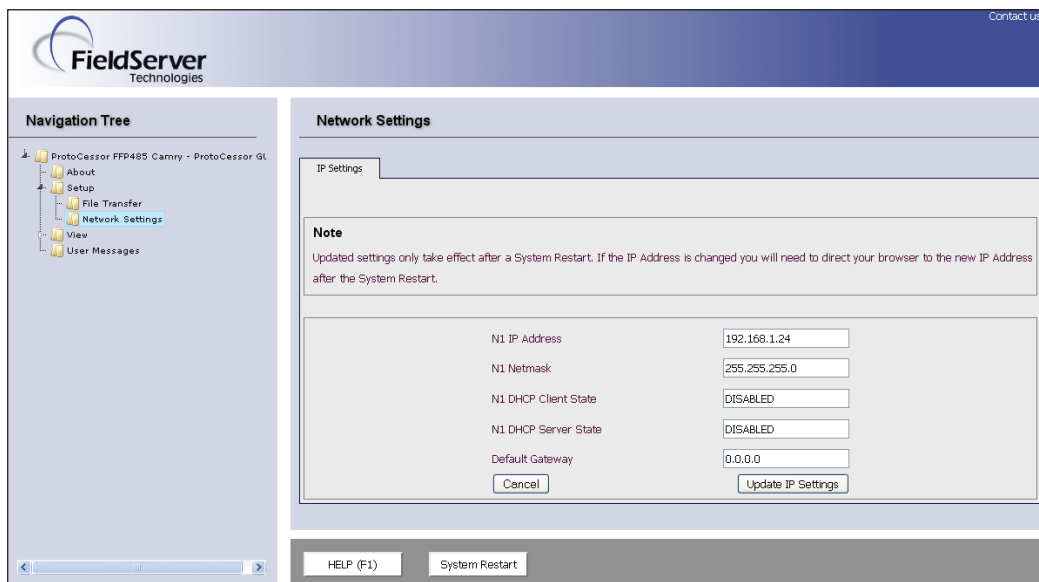 Contact us
FieldServer
Technologies
Navigation Tree
ProtoCessor FFP485 Camry - ProtoCessor GL
About
Setup
File Transfer
Network Settings
View
User Messages
Network Settings
IP Settings
Note
Updated settings only take effect after a System Restart. If the IP Address is changed you will need to direct your browser to the new IP Address
after the System Restart.
N1 IP Address 192.168.1.24
N1 Netmask 255.255.255.0
N1 DHCP Client State DISABLED
N1 DHCP Server State DISABLED
Default Gateway 0.0.0.0
Cancel Update IP Settings
HELP (F1) System Restart